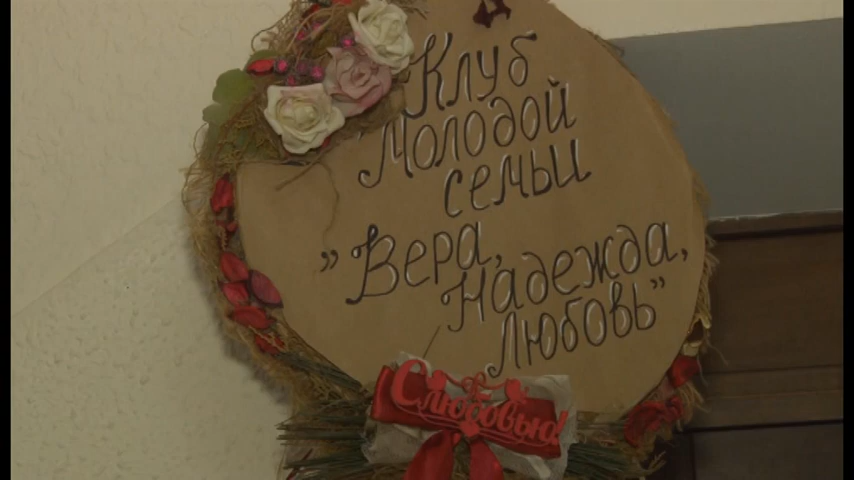 Клуб
Молодой
семьи
"Вера,
Надежда,
Любовь"
С любовью!